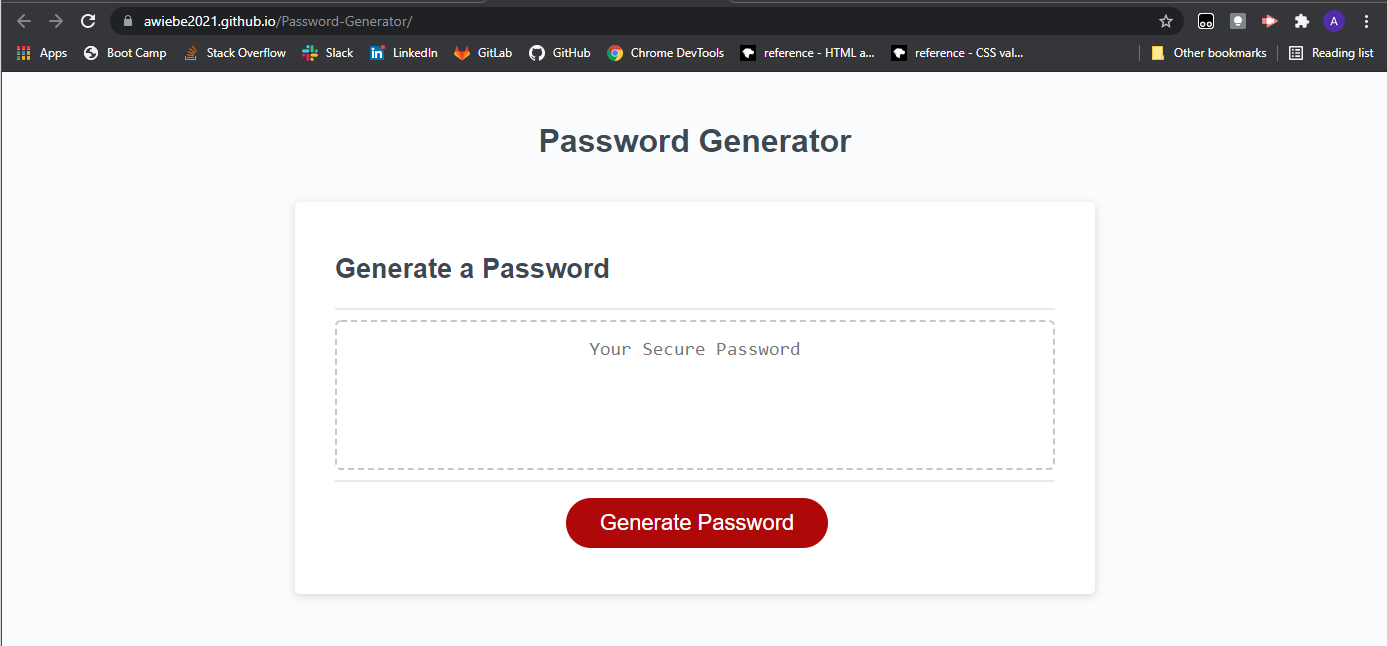 awiebe2021.github.io/Password-Generator/
A
Apps Boot Camp Stack Overflow Slack LinkedIn GitLab GitHub Chrome DevTools reference - HTML a... reference - CSS val... Other bookmarks Reading list
Password Generator
Generate a Password
Your Secure Password
Generate Password